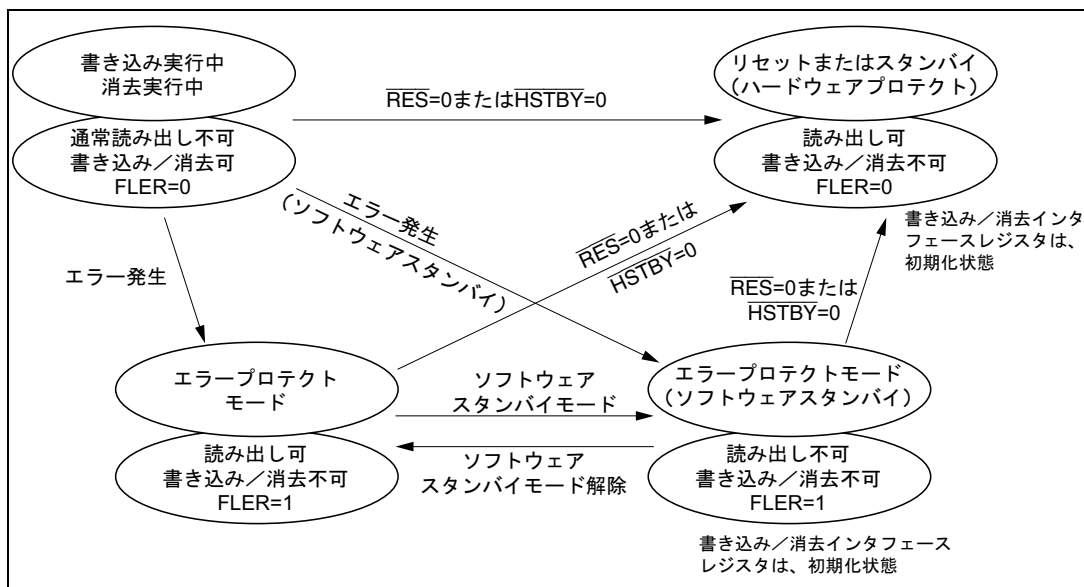 書き込み実行中
消去実行中
通常読み出し不可
書き込み／消去可
FLER=0
RES=0またはHSTBY=0
リセットまたはスタンバイ
（ハードウェアプロテクト）
読み出し可
書き込み／消去不可
FLER=0
書き込み／消去インタ
フェースレジスタは、
初期化状態
エラー発生
エラー発生
（ソフトウェアスタンバイ）
RES=0または
HSTBY=0
RES=0または
HSTBY=0
エラープロテクト
モード
読み出し可
書き込み／消去不可
FLER=1
ソフトウェア
スタンバイモード
ソフトウェア
スタンバイモード解除
エラープロテクトモード
（ソフトウェアスタンバイ）
読み出し不可
書き込み／消去不可
FLER=1
書き込み／消去インタフェース
レジスタは、初期化状態